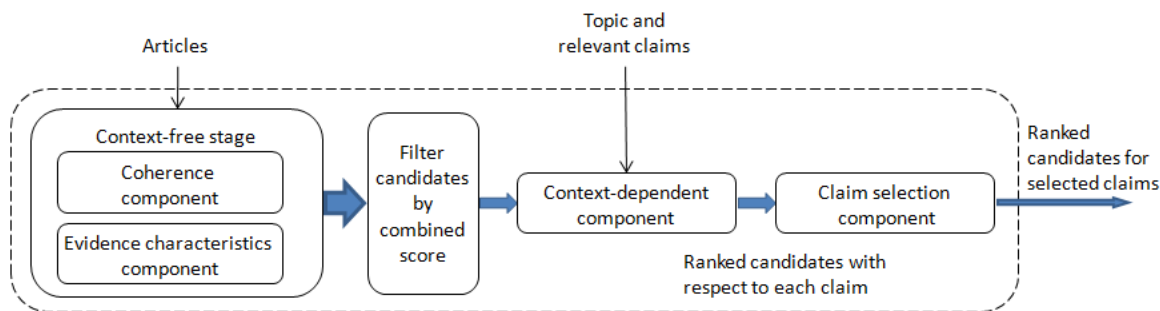 Articles
Topic and
relevant claims
Context-free stage
Coherence
component
Evidence characteristics
component
Filter
candidates
by
combined
score
Context-dependent
component
Claim selection
component
Ranked candidates with
respect to each claim
Ranked
candidates for
selected claims